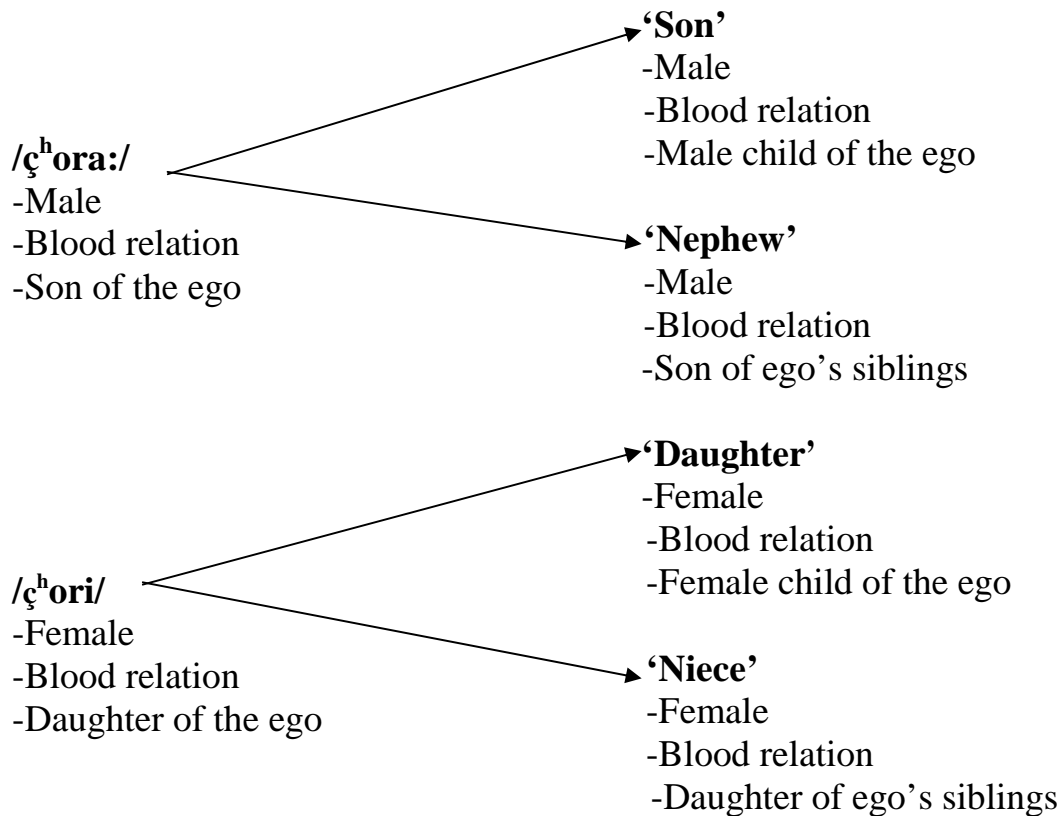 ‘Son’
-Male
-Blood relation
-Male child of the ego
/çʰora:/
-Male
-Blood relation
-Son of the ego
‘Nephew’
-Male
-Blood relation
-Son of ego’s siblings
‘Daughter’
-Female
-Blood relation
-Female child of the ego
/çʰori/
-Female
-Blood relation
-Daughter of the ego
‘Niece’
-Female
-Blood relation
-Daughter of ego’s siblings